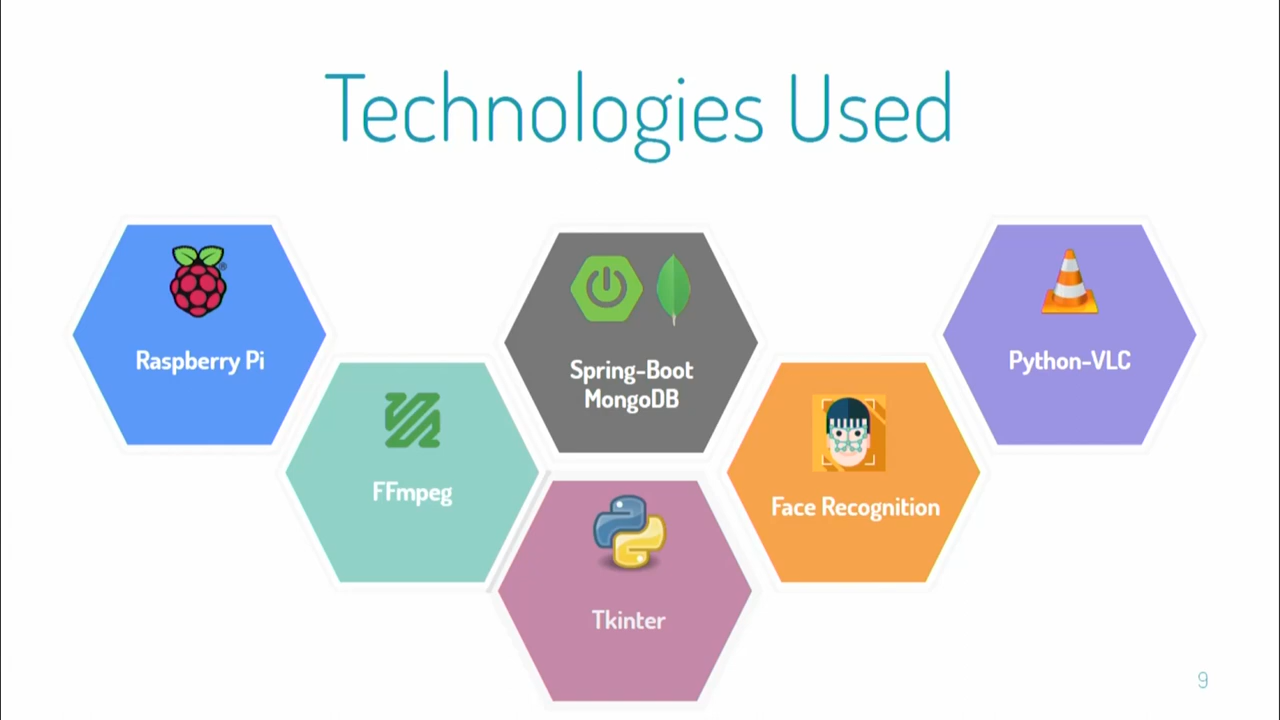 Technologies Used
Raspberry Pi
FFmpeg
Spring-Boot
MongoDB
Tkinter
Face Recognition
Python-VLC
9